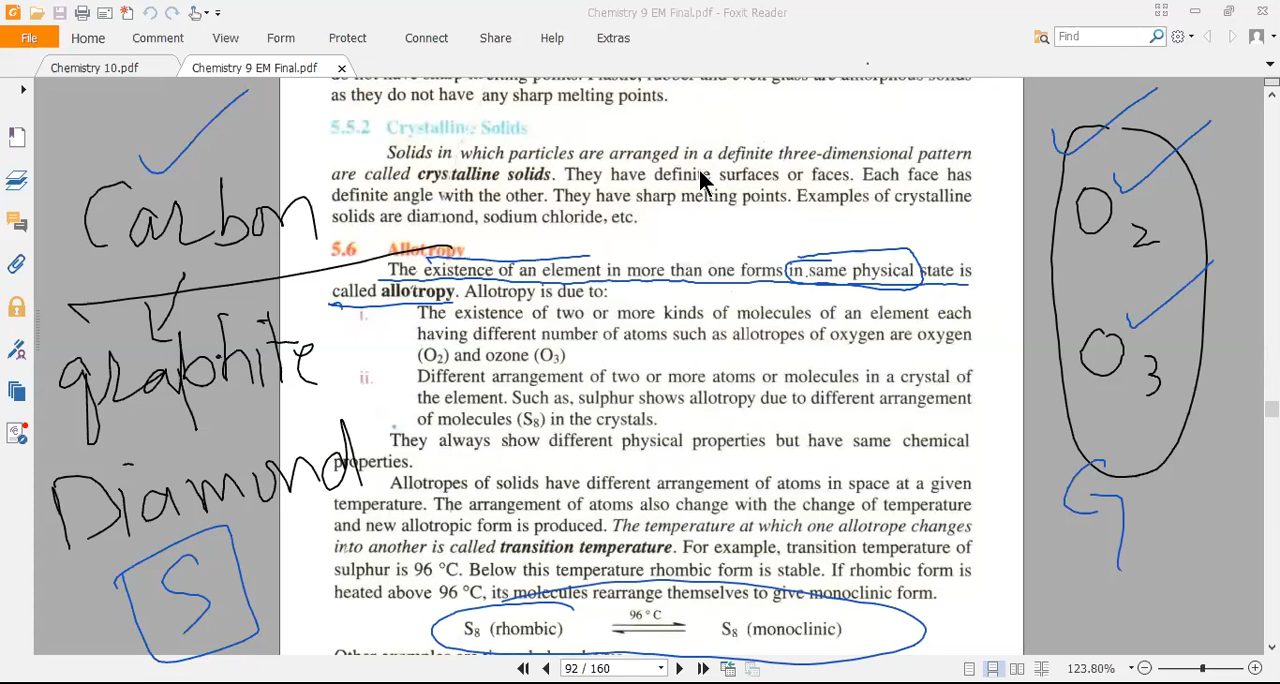 Chemistry 9 EM Final.pdf - Foxit Reader
File Home Comment View Form Protect Connect Share Help Extras Find
Chemistry 10.pdf Chemistry 9 EM Final.pdf
as they do not have any sharp melting points.
5.5.2 Crystalling Solids
Solids in which particles are arranged in a definite three-dimensional pattern
are called crystalline solids. They have definite surfaces or faces. Each face has
definite angle with the other. They have sharp melting points. Examples of crystalline
solids are diamond, sodium chloride, etc.
5.6 Allotropy
The existence of an element in more than one forms in same physical state is
called allotropy. Allotropy is due to:
i. The existence of two or more kinds of molecules of an element each
having different number of atoms such as allotropes of oxygen are oxygen
(O₂) and ozone (O₃)
ii. Different arrangement of two or more atoms or molecules in a crystal of
the element. Such as, sulphur shows allotropy due to different arrangement
of molecules (S₈) in the crystals.
They always show different physical properties but have same chemical
properties.
Allotropes of solids have different arrangement of atoms in space at a given
temperature. The arrangement of atoms also change with the change of temperature
and new allotropic form is produced. The temperature at which one allotrope changes
into another is called transition temperature. For example, transition temperature of
sulphur is 96 °C. Below this temperature rhombic form is stable. If rhombic form is
heated above 96 °C, its molecules rearrange themselves to give monoclinic form.
96 °C
S₈ (rhombic) ⇌ S₈ (monoclinic)
Carbon
graphite
Diamond
S
O₂
O₃
92 / 160
123.80%